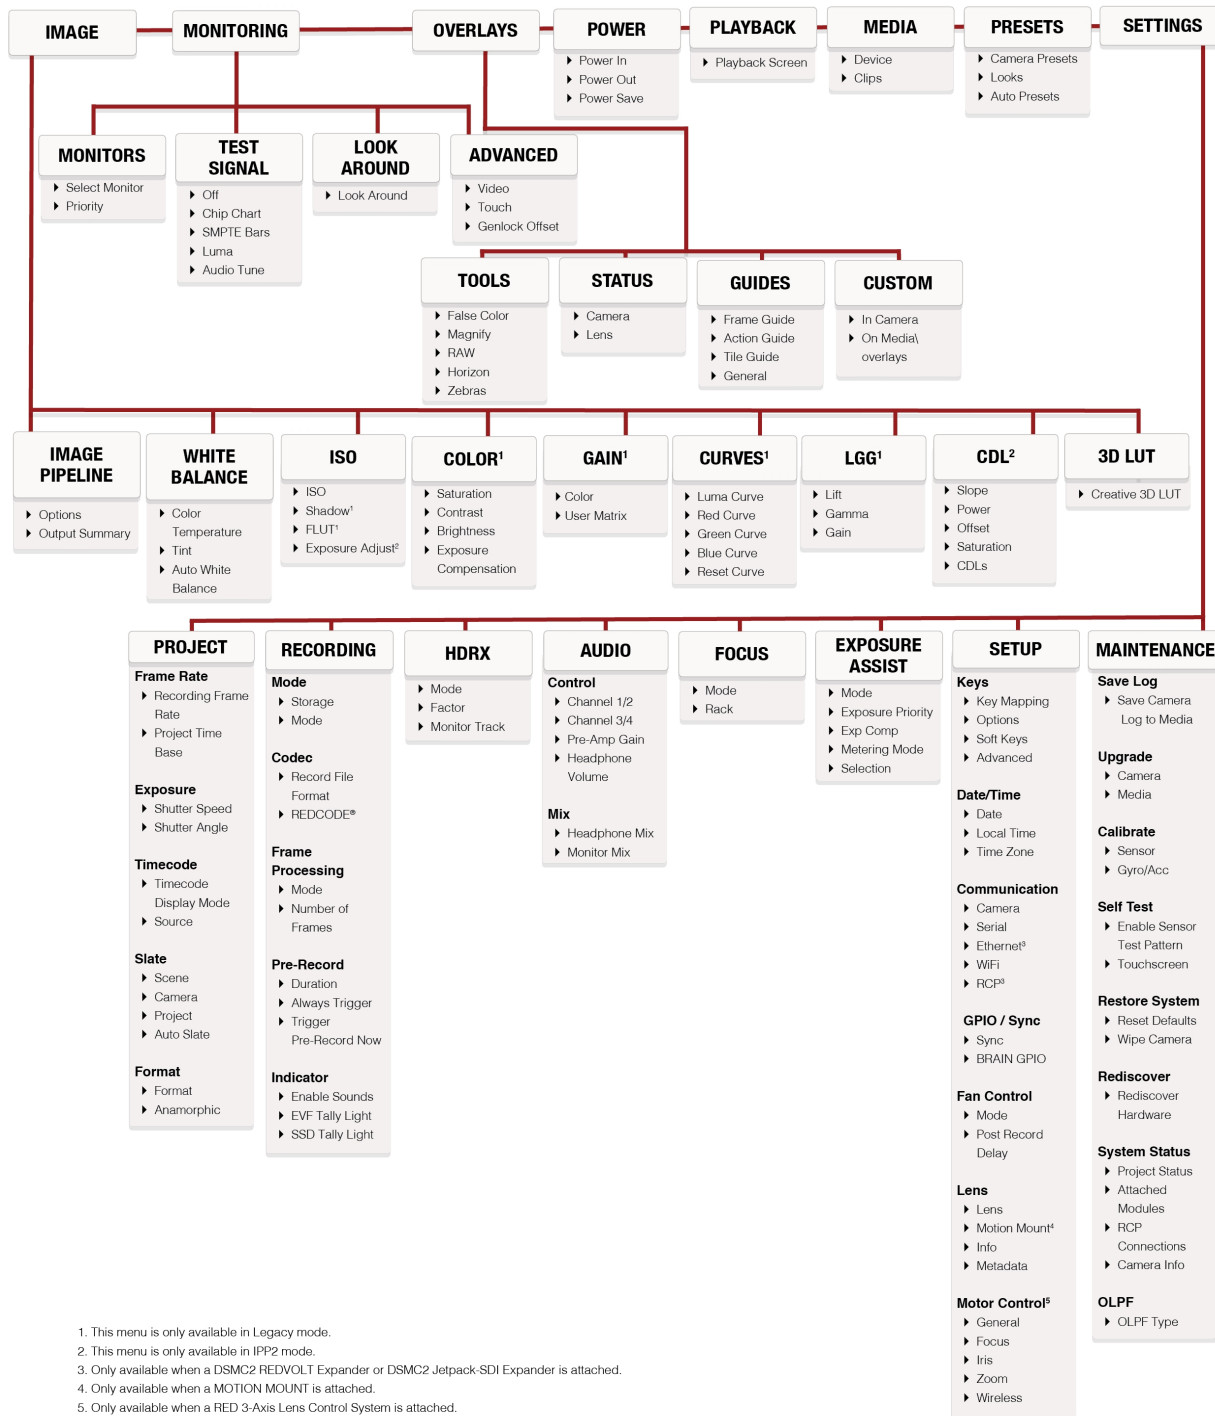 IMAGE
MONITORING
OVERLAYS
POWER
▶ Power In
▶ Power Out
▶ Power Save
PLAYBACK
▶ Playback Screen
MEDIA
▶ Device
▶ Clips
PRESETS
▶ Camera Presets
▶ Looks
▶ Auto Presets
SETTINGS
MONITORS
▶ Select Monitor
▶ Priority
TEST
SIGNAL
▶ Off
▶ Chip Chart
▶ SMPTE Bars
▶ Luma
▶ Audio Tune
LOOK
AROUND
▶ Look Around
ADVANCED
▶ Video
▶ Touch
▶ Genlock Offset
TOOLS
▶ False Color
▶ Magnify
▶ RAW
▶ Horizon
▶ Zebras
STATUS
▶ Camera
▶ Lens
GUIDES
▶ Frame Guide
▶ Action Guide
▶ Tile Guide
▶ General
CUSTOM
▶ In Camera
▶ On Media\
overlays
IMAGE
PIPELINE
▶ Options
▶ Output Summary
WHITE
BALANCE
▶ Color
Temperature
▶ Tint
▶ Auto White
Balance
ISO
▶ ISO
▶ Shadow¹
▶ FLUT¹
▶ Exposure Adjust²
COLOR¹
▶ Saturation
▶ Contrast
▶ Brightness
▶ Exposure
Compensation
GAIN¹
▶ Color
▶ User Matrix
CURVES¹
▶ Luma Curve
▶ Red Curve
▶ Green Curve
▶ Blue Curve
▶ Reset Curve
LGG¹
▶ Lift
▶ Gamma
▶ Gain
CDL²
▶ Slope
▶ Power
▶ Offset
▶ Saturation
▶ CDLs
3D LUT
▶ Creative 3D LUT
PROJECT
Frame Rate
▶ Recording Frame
Rate
▶ Project Time
Base
Exposure
▶ Shutter Speed
▶ Shutter Angle
Timecode
▶ Timecode
Display Mode
▶ Source
Slate
▶ Scene
▶ Camera
▶ Project
▶ Auto Slate
Format
▶ Format
▶ Anamorphic
RECORDING
Mode
▶ Storage
▶ Mode
Codec
▶ Record File
Format
▶ REDCODE®
Frame
Processing
▶ Mode
▶ Number of
Frames
Pre-Record
▶ Duration
▶ Always Trigger
▶ Trigger
Pre-Record Now
Indicator
▶ Enable Sounds
▶ EVF Tally Light
▶ SSD Tally Light
HDRX
▶ Mode
▶ Factor
▶ Monitor Track
AUDIO
Control
▶ Channel 1/2
▶ Channel 3/4
▶ Pre-Amp Gain
▶ Headphone
Volume
Mix
▶ Headphone Mix
▶ Monitor Mix
FOCUS
▶ Mode
▶ Rack
EXPOSURE
ASSIST
▶ Mode
▶ Exposure Priority
▶ Exp Comp
▶ Metering Mode
▶ Selection
SETUP
Keys
▶ Key Mapping
▶ Options
▶ Soft Keys
▶ Advanced
Date/Time
▶ Date
▶ Local Time
▶ Time Zone
Communication
▶ Camera
▶ Serial
▶ Ethernet³
▶ WiFi
▶ RCP³
GPIO / Sync
▶ Sync
▶ BRAIN GPIO
Fan Control
▶ Mode
▶ Post Record
Delay
Lens
▶ Lens
▶ Motion Mount⁴
▶ Info
▶ Metadata
Motor Control⁵
▶ General
▶ Focus
▶ Iris
▶ Zoom
▶ Wireless
MAINTENANCE
Save Log
▶ Save Camera
Log to Media
Upgrade
▶ Camera
▶ Media
Calibrate
▶ Sensor
▶ Gyro/Acc
Self Test
▶ Enable Sensor
Test Pattern
▶ Touchscreen
Restore System
▶ Reset Defaults
▶ Wipe Camera
Rediscover
▶ Rediscover
Hardware
System Status
▶ Project Status
▶ Attached
Modules
▶ RCP
Connections
▶ Camera Info
OLPF
▶ OLPF Type
1. This menu is only available in Legacy mode.
2. This menu is only available in IPP2 mode.
3. Only available when a DSMC2 REDVOLT Expander or DSMC2 Jetpack-SDI Expander is attached.
4. Only available when a MOTION MOUNT is attached.
5. Only available when a RED 3-Axis Lens Control System is attached.